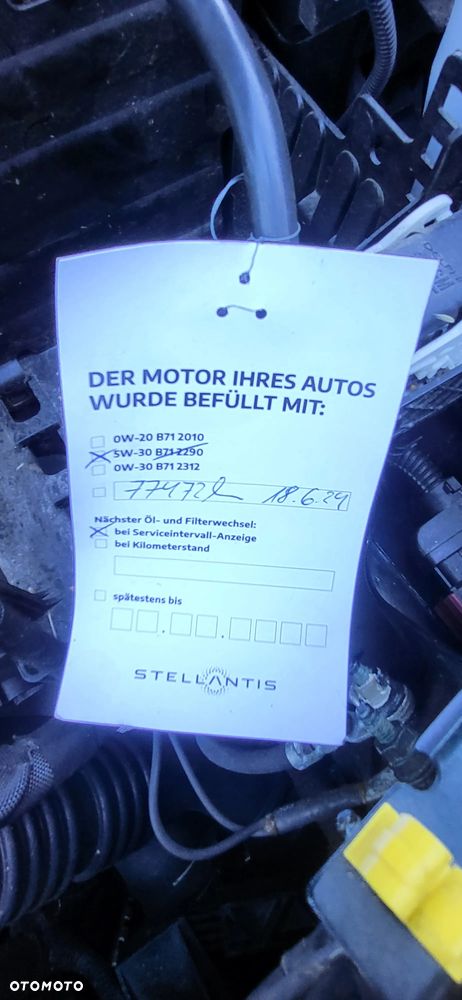 DER MOTOR IHRES AUTOS
WURDE BEFÜLLT MIT:
0W-20 B71 2010
5W-30 B71 2290
0W-30 B71 2312
77472km 18.6.24
Nächster Öl- und Filterwechsel:
bei Serviceintervall-Anzeige
bei Kilometerstand
spätestens bis
STELLANTIS
OTOMOTO